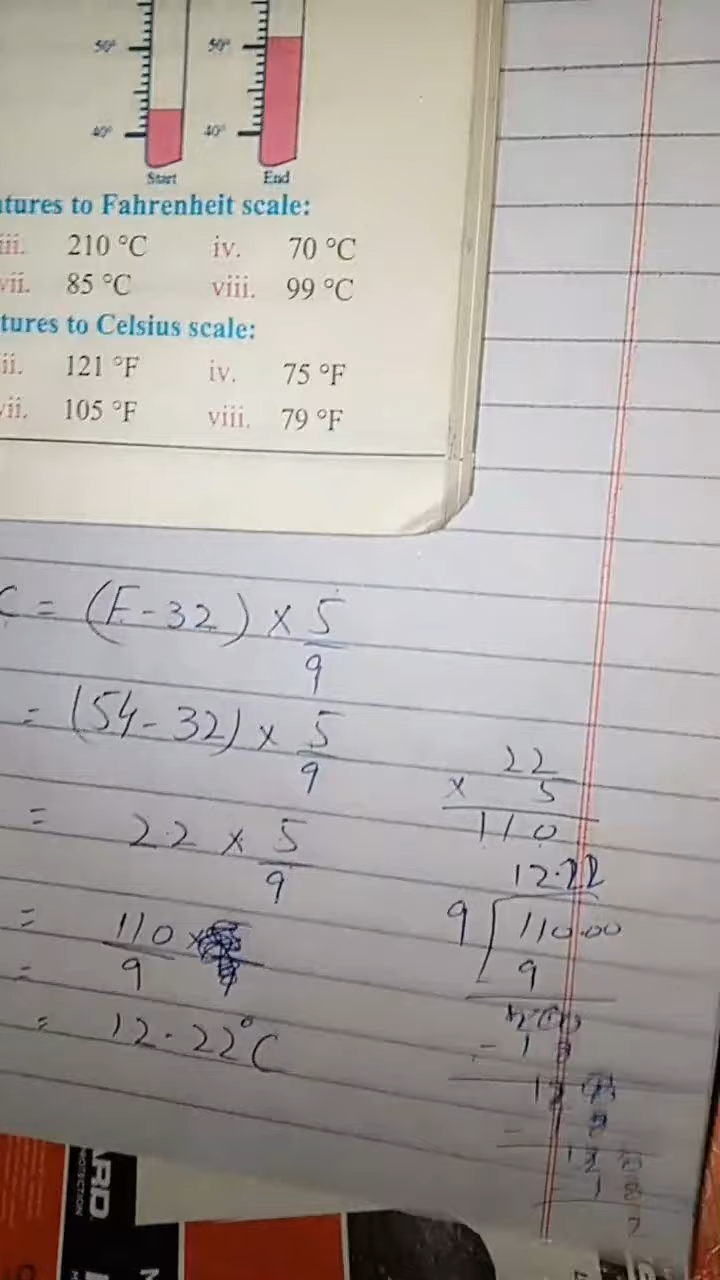 50° 50°
40° 40°
Start End
tures to Fahrenheit scale:
iii. 210 °C iv. 70 °C
vii. 85 °C viii. 99 °C
tures to Celsius scale:
ii. 121 °F iv. 75 °F
vii. 105 °F viii. 79 °F
C = (F - 32) × 5/9
= (54 - 32) × 5/9
= 22 × 5/9
= 110/9 ×
=
= 12.22°C
22
× 5
110
12.22
9 110.00
9
ARD